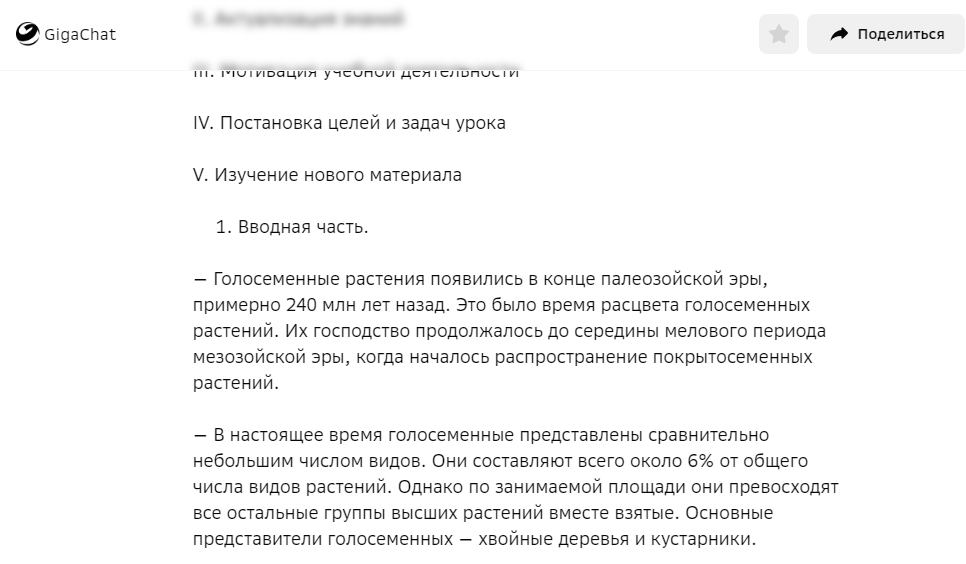 GigaChat
II. Актуализация знаний
Поделиться
III. Мотивация учебной деятельности
IV. Постановка целей и задач урока
V. Изучение нового материала
1. Вводная часть.
— Голосеменные растения появились в конце палеозойской эры,
примерно 240 млн лет назад. Это было время расцвета голосеменных
растений. Их господство продолжалось до середины мелового периода
мезозойской эры, когда началось распространение покрытосеменных
растений.
— В настоящее время голосеменные представлены сравнительно
небольшим числом видов. Они составляют всего около 6% от общего
числа видов растений. Однако по занимаемой площади они превосходят
все остальные группы высших растений вместе взятые. Основные
представители голосеменных — хвойные деревья и кустарники.